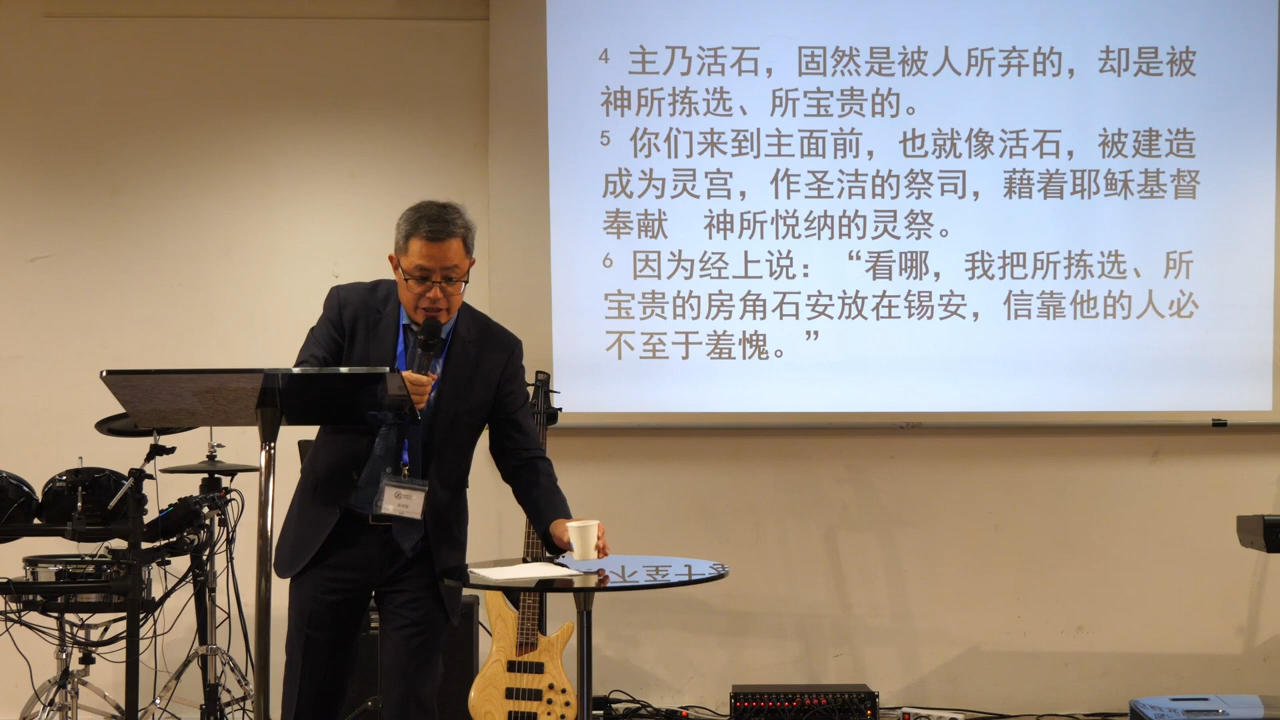 4 主乃活石，固然是被人所弃的，却是被
神所拣选、所宝贵的。
5 你们来到主面前，也就像活石，被建造
成为灵宫，作圣洁的祭司，藉着耶稣基督
奉献　神所悦纳的灵祭。
6 因为经上说：“看哪，我把所拣选、所
宝贵的房角石安放在锡安，信靠他的人必
不至于羞愧。”